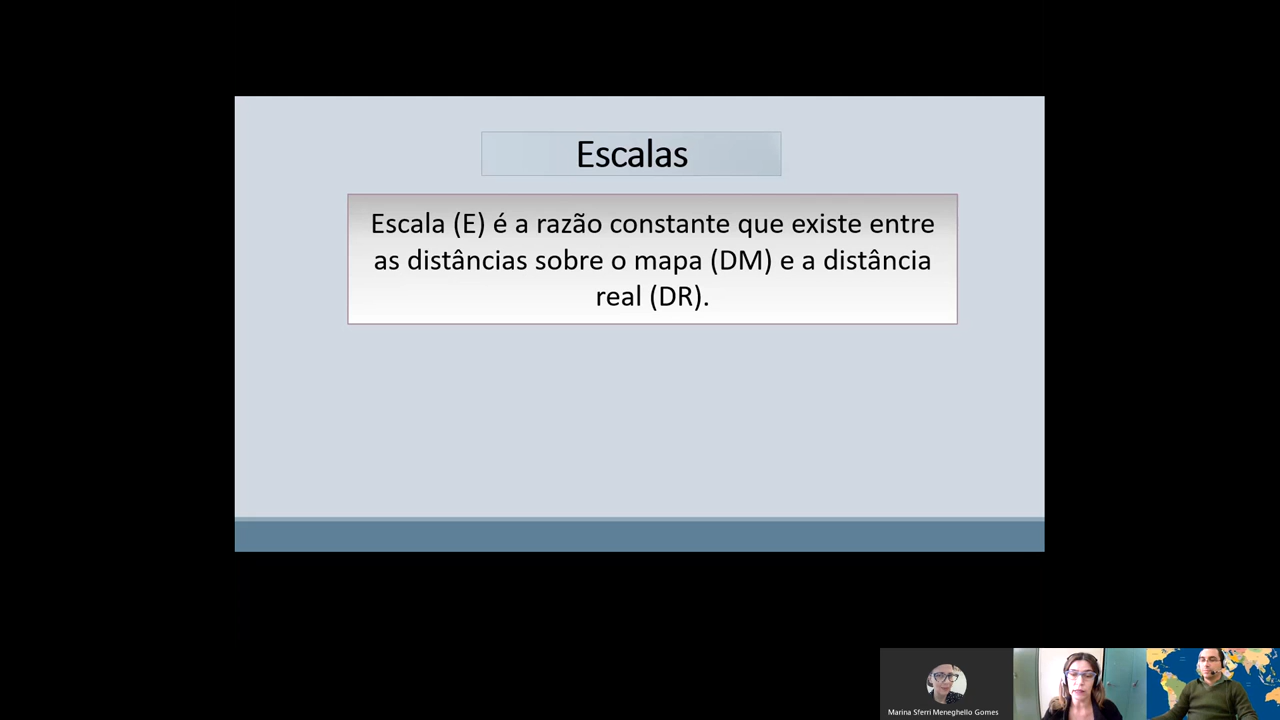 Escalas
Escala (E) é a razão constante que existe entre
as distâncias sobre o mapa (DM) e a distância
real (DR).
Marina Sferri Meneghello Gomes